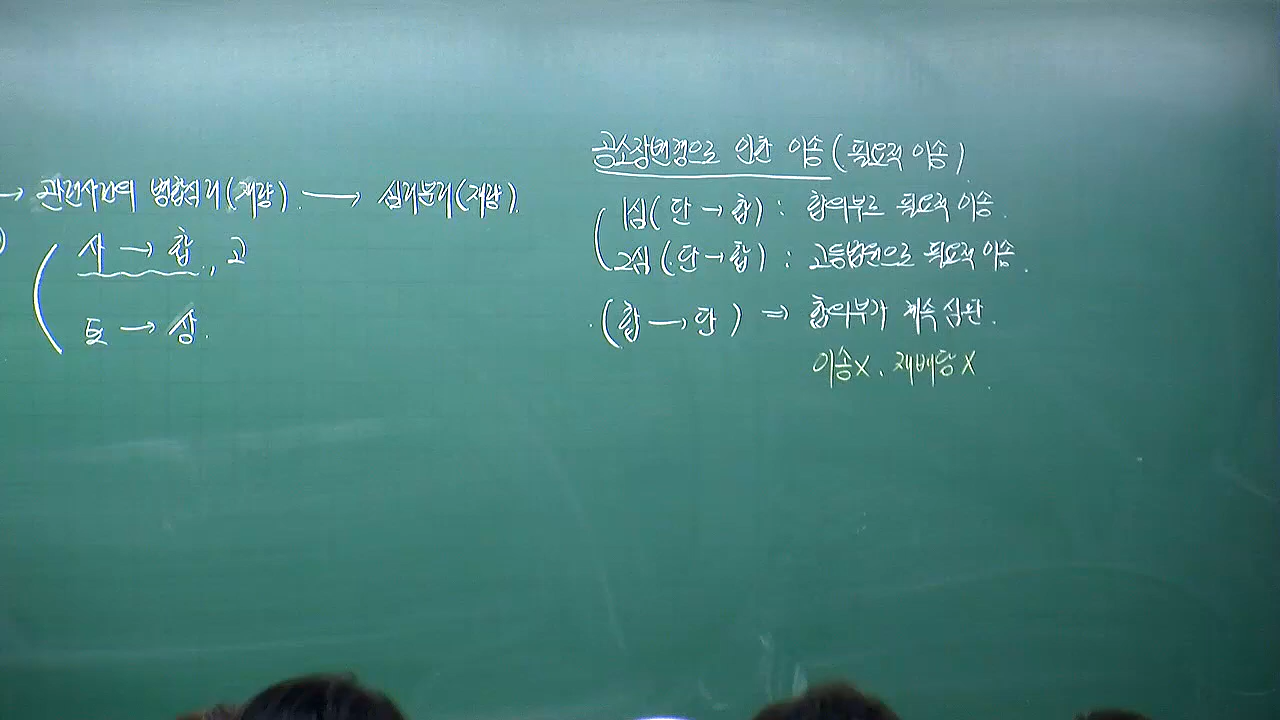 → 관련사건의 병합심리(재량). → 심리분리(재량).
( 사 → 합 ., 고
토 → 상.
공소장변경으로 인한 이송(필요적 이송)
( 1심( 단 → 합) : 합의부로 필요적 이송.
2심( 단 → 합) : 고등법원으로 필요적 이송.
(합 → 단) ⇒ 합의부가 계속 심판.
이송X, 재배당X.